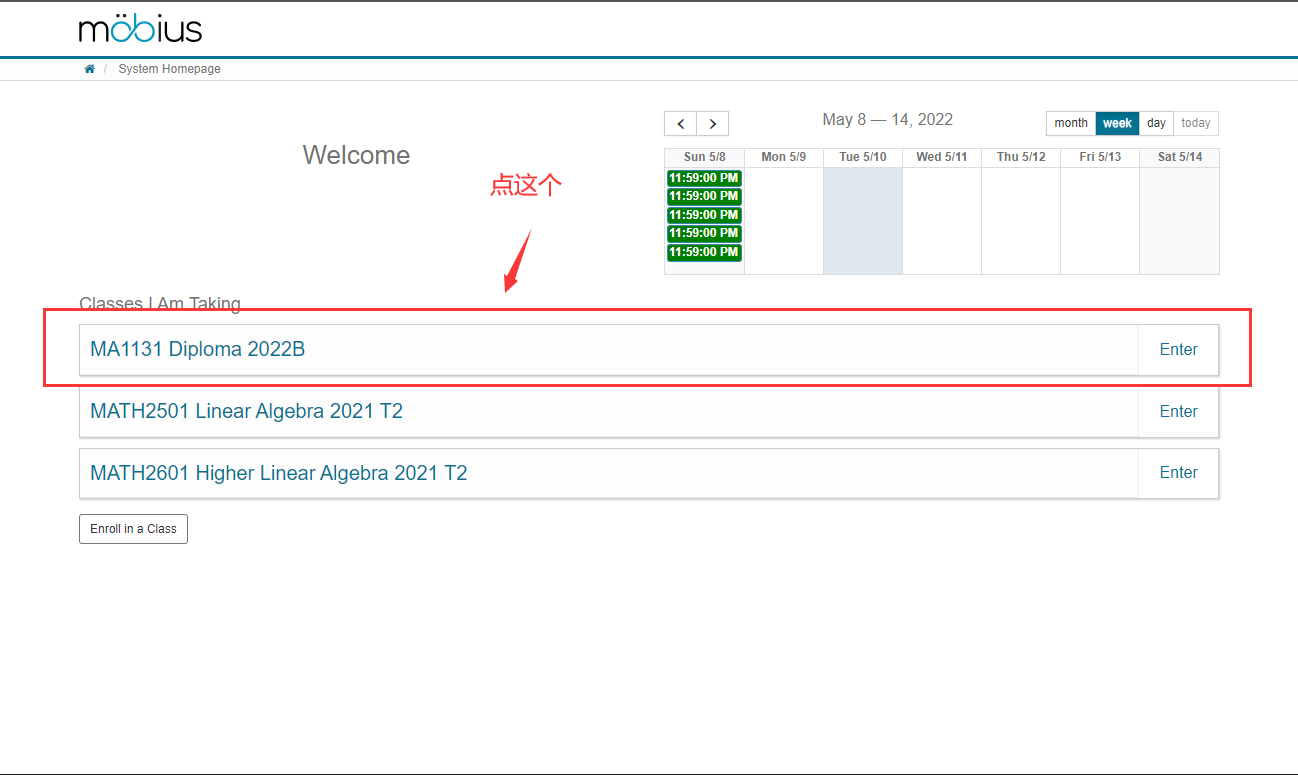 möbius
/ System Homepage
Welcome
May 8 — 14, 2022
month week day today
Sun 5/8 Mon 5/9 Tue 5/10 Wed 5/11 Thu 5/12 Fri 5/13 Sat 5/14
11:59:00 PM
11:59:00 PM
11:59:00 PM
11:59:00 PM
11:59:00 PM
点这个
Classes I Am Taking
MA1131 Diploma 2022B Enter
MATH2501 Linear Algebra 2021 T2 Enter
MATH2601 Higher Linear Algebra 2021 T2 Enter
Enroll in a Class